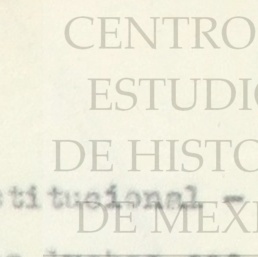 CENTRO
ESTUDIO
DE HISTO
stitucional -
DE MEXI